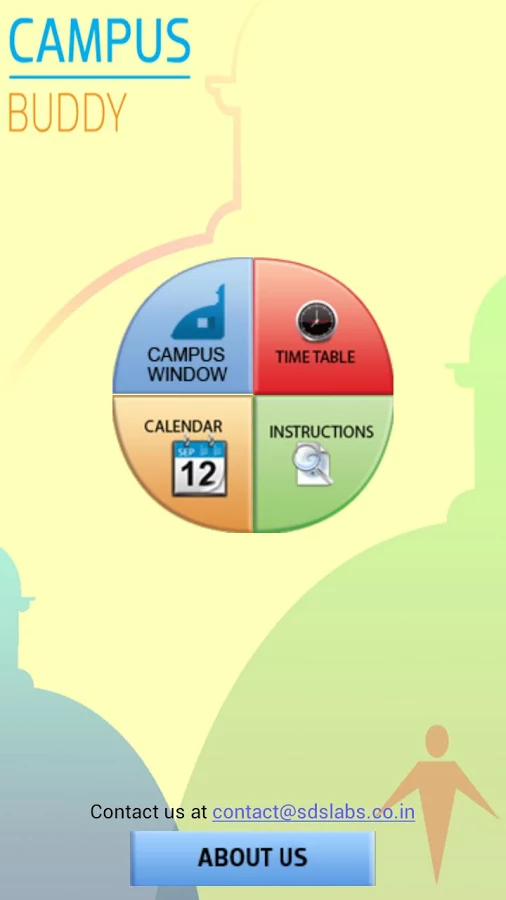 CAMPUS
BUDDY
CAMPUS
WINDOW
TIME TABLE
CALENDAR
SEP
12
INSTRUCTIONS
Contact us at contact@sdslabs.co.in
ABOUT US